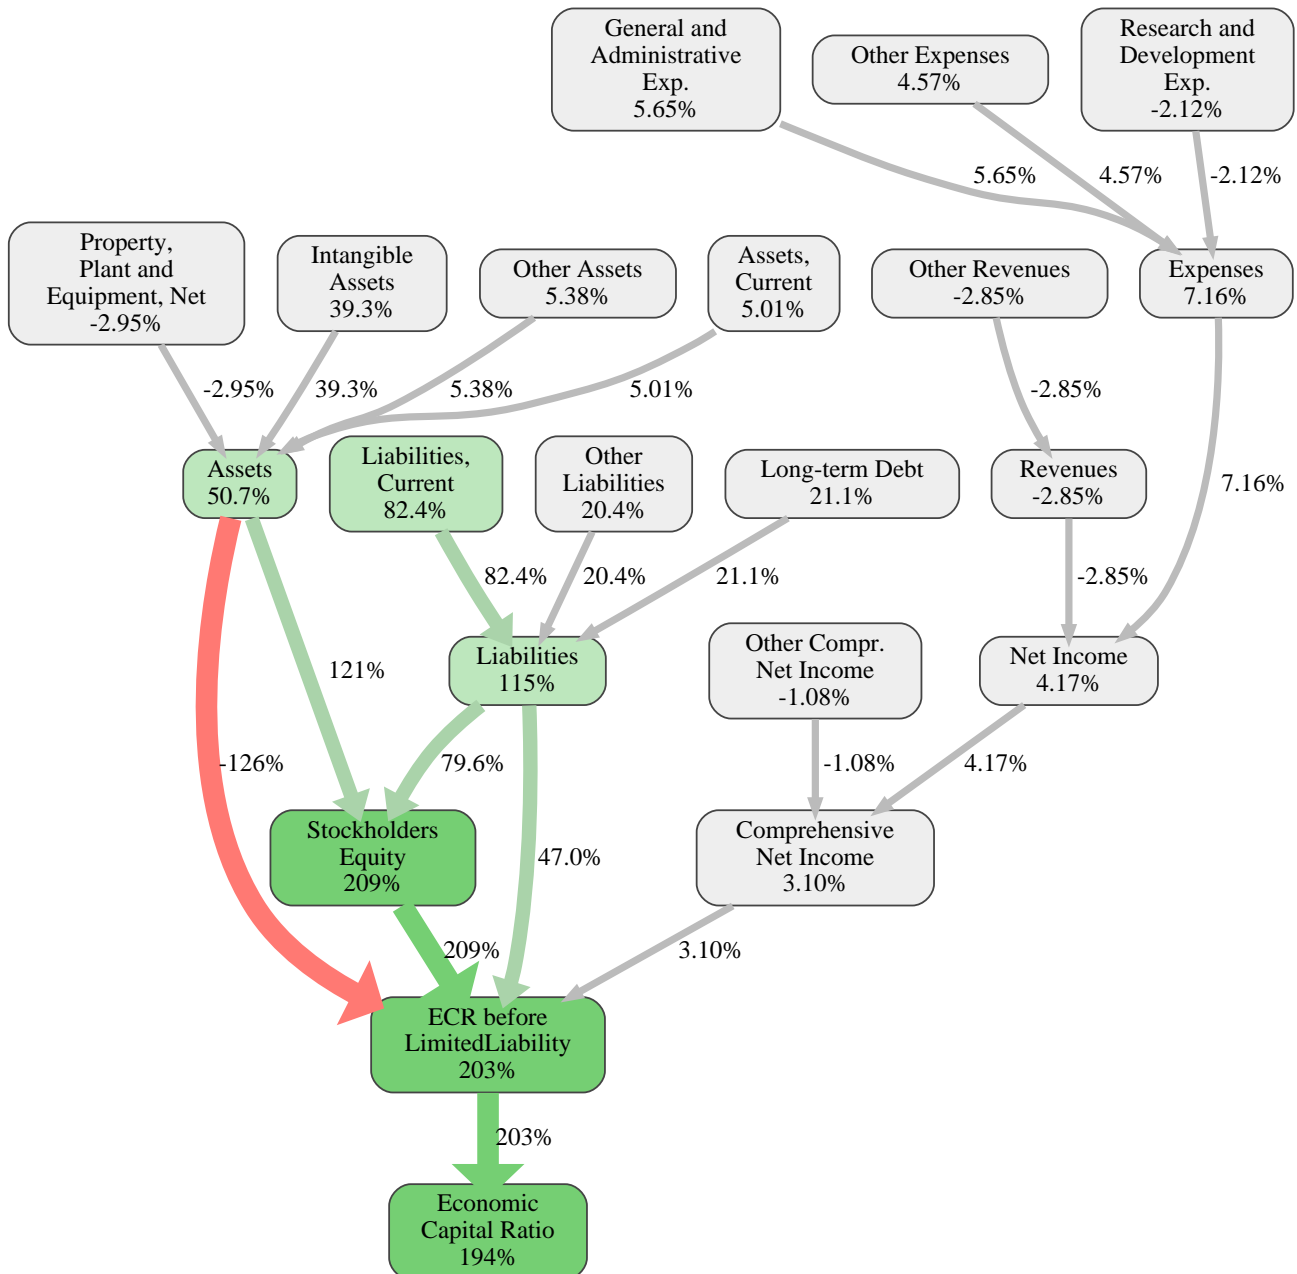 General and
Administrative
Exp.
5.65%
Other Expenses
4.57%
Research and
Development
Exp.
-2.12%
5.65%
4.57%
-2.12%
Property,
Plant and
Equipment, Net
-2.95%
Intangible
Assets
39.3%
Other Assets
5.38%
Assets,
Current
5.01%
Other Revenues
-2.85%
Expenses
7.16%
-2.95%
39.3%
5.38%
5.01%
-2.85%
Assets
50.7%
Liabilities,
Current
82.4%
Other
Liabilities
20.4%
Long-term Debt
21.1%
Revenues
-2.85%
7.16%
82.4%
20.4%
21.1%
-2.85%
Liabilities
115%
Other Compr.
Net Income
-1.08%
Net Income
4.17%
121%
-126%
79.6%
-1.08%
4.17%
Stockholders
Equity
209%
47.0%
Comprehensive
Net Income
3.10%
209%
3.10%
ECR before
LimitedLiability
203%
203%
Economic
Capital Ratio
194%